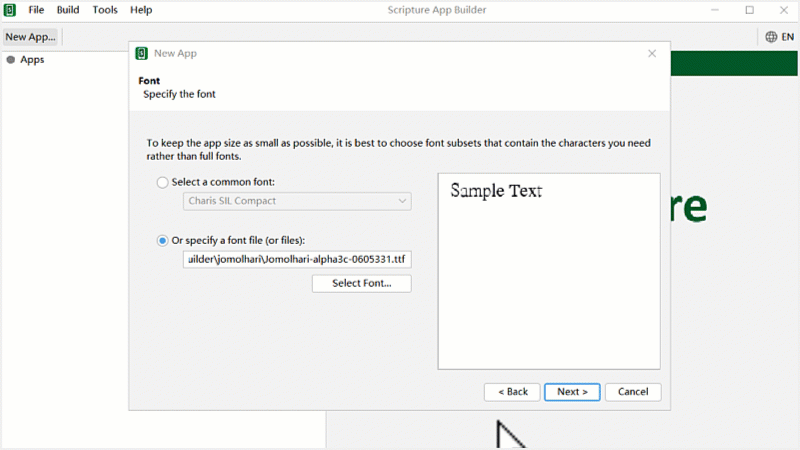 File Build Tools Help Scripture App Builder
New App... EN
Apps
New App
Font
Specify the font
To keep the app size as small as possible, it is best to choose font subsets that contain the characters you need
rather than full fonts.
Select a common font:
Charis SIL Compact
Or specify a font file (or files):
uilder\jomolhari\Jomolhari-alpha3c-0605331.ttf
Select Font...
Sample Text
re
< Back Next > Cancel